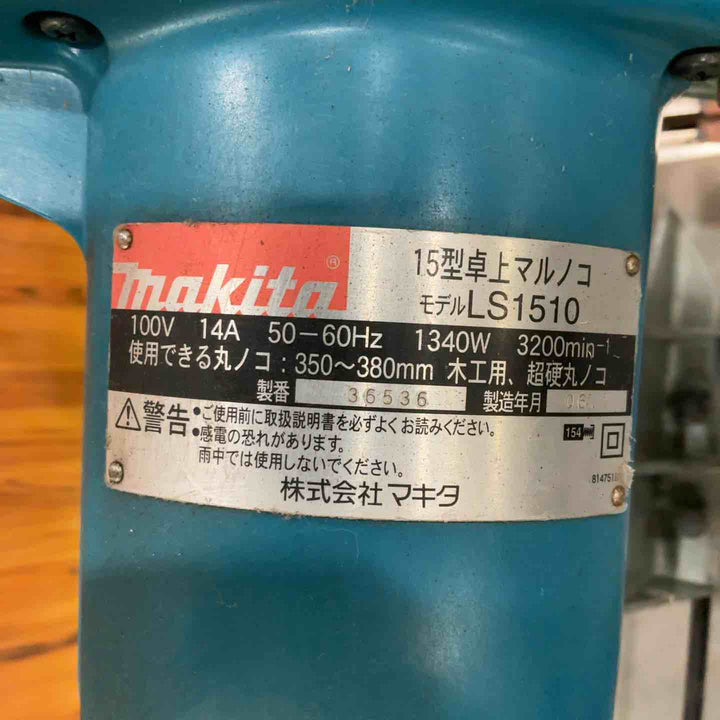 makita®
15型卓上マルノコ
モデルLS1510
100V 14A 50-60Hz 1340W 3200min⁻¹
使用できる丸ノコ:350~380mm 木工用、超硬丸ノコ
製番 36536 製造年月
⚠警告
●ご使用前に取扱説明書を必ずよくお読みください。
●感電の恐れがあります。
雨中では使用しないでください。
154
株式会社マキタ